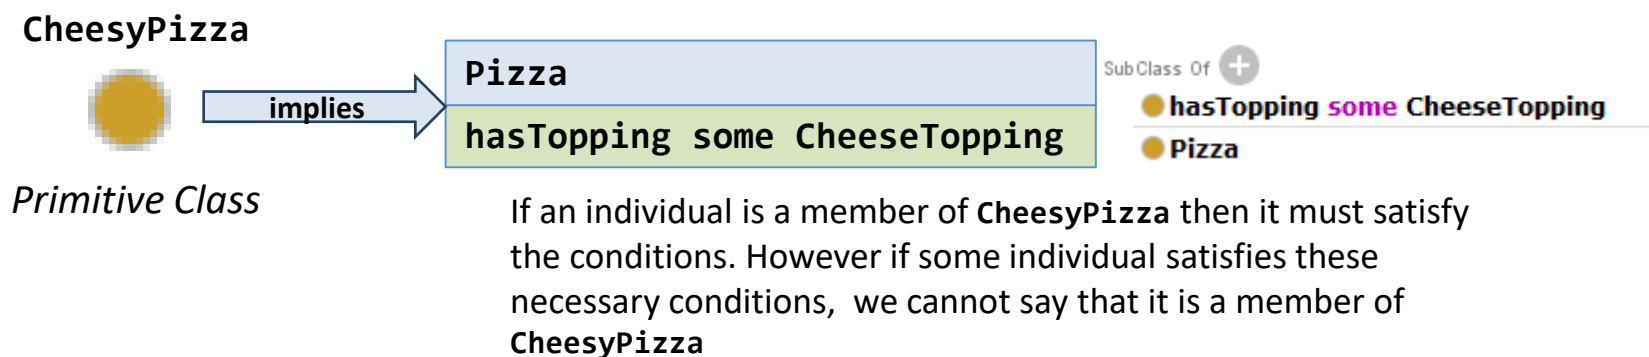 CheesyPizza
implies
Pizza
hasTopping some CheeseTopping
SubClass Of
hasTopping some CheeseTopping
Pizza
Primitive Class
If an individual is a member of CheesyPizza then it must satisfy
the conditions. However if some individual satisfies these
necessary conditions, we cannot say that it is a member of
CheesyPizza